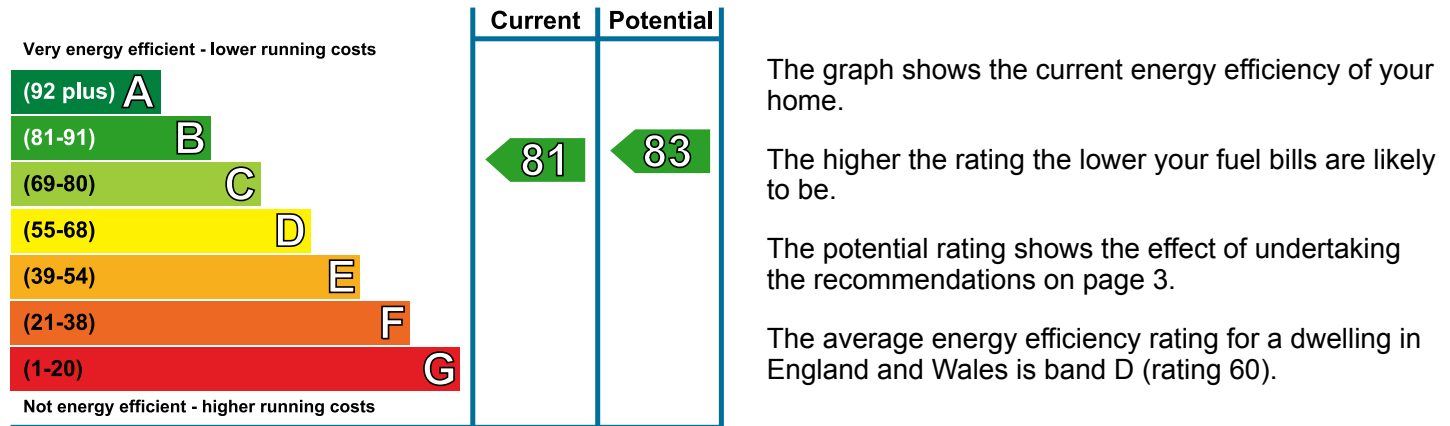 Current Potential
Very energy efficient - lower running costs
(92 plus) A
(81-91) B
(69-80) C
(55-68) D
(39-54) E
(21-38) F
(1-20) G
Not energy efficient - higher running costs
81 83
The graph shows the current energy efficiency of your
home.
The higher the rating the lower your fuel bills are likely
to be.
The potential rating shows the effect of undertaking
the recommendations on page 3.
The average energy efficiency rating for a dwelling in
England and Wales is band D (rating 60).